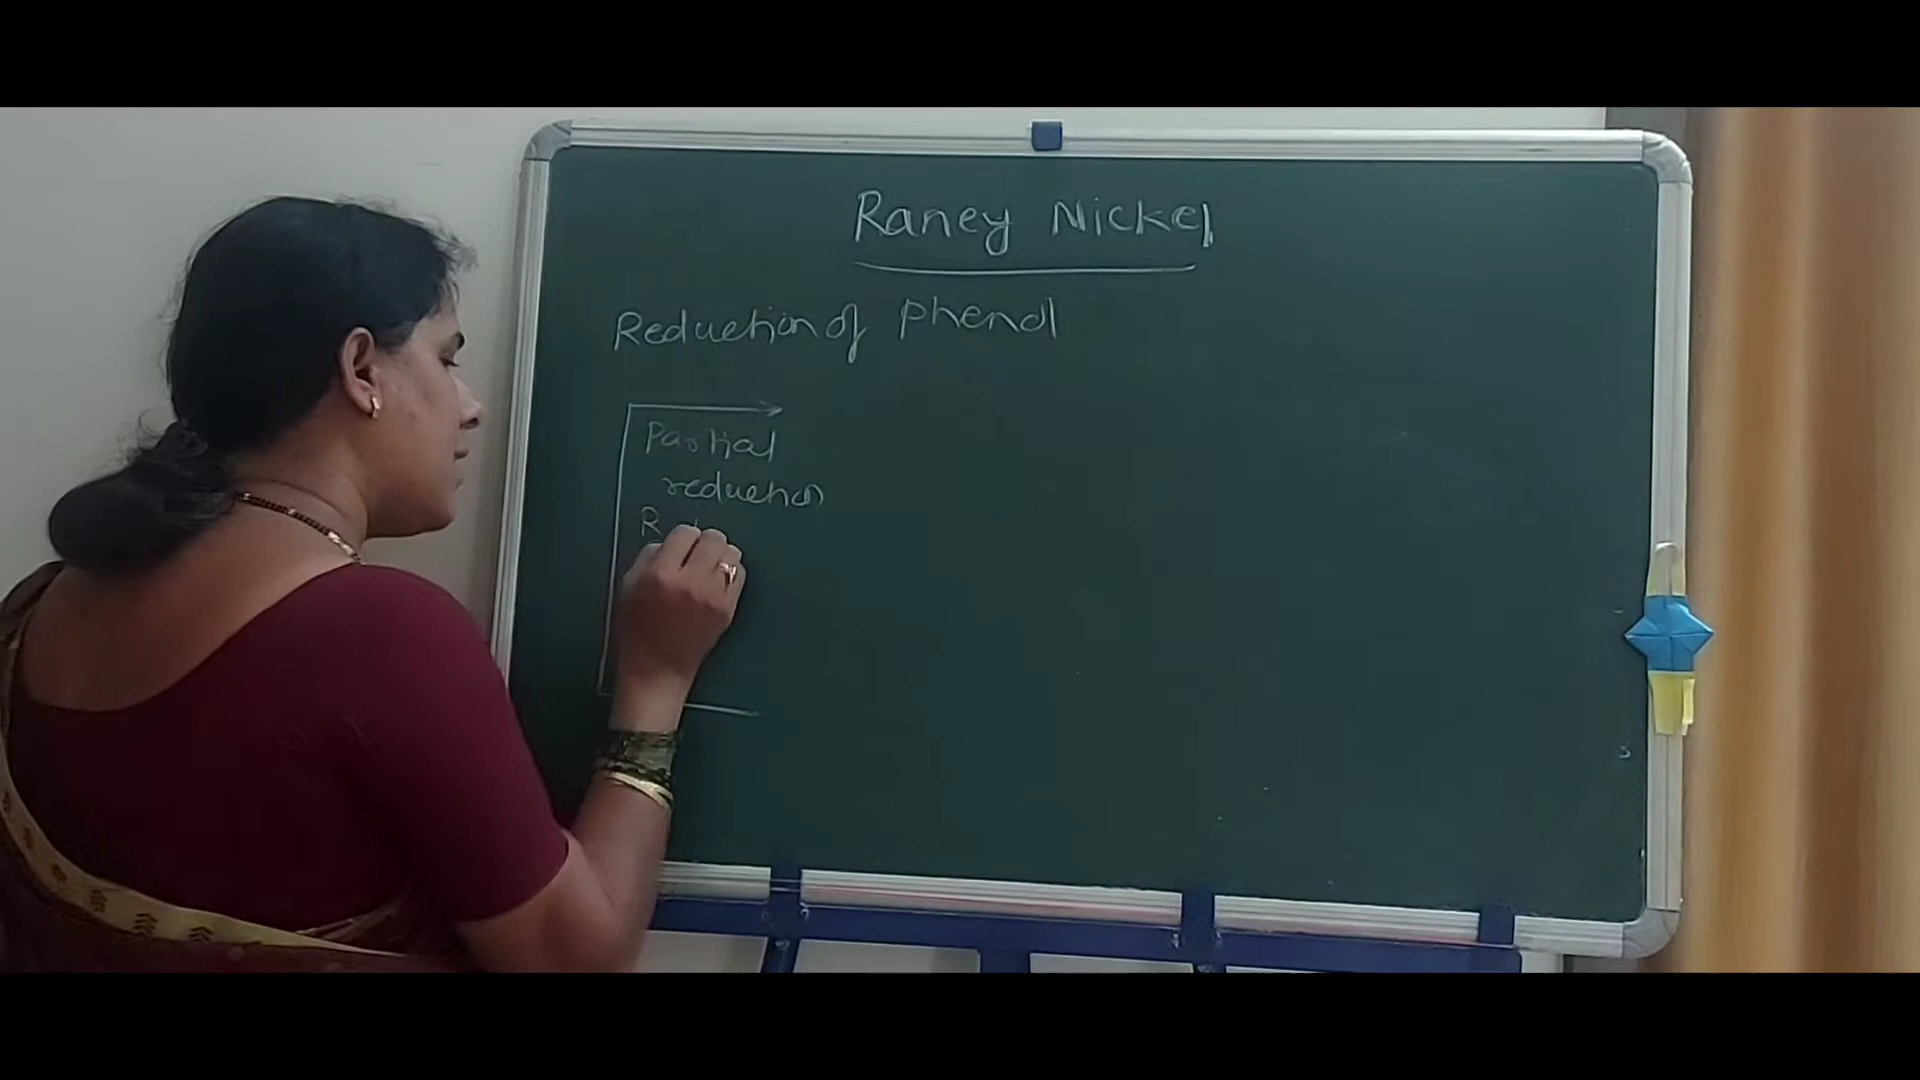 Raney Nickel
Reduction of Phenol
Partial
reduction
R